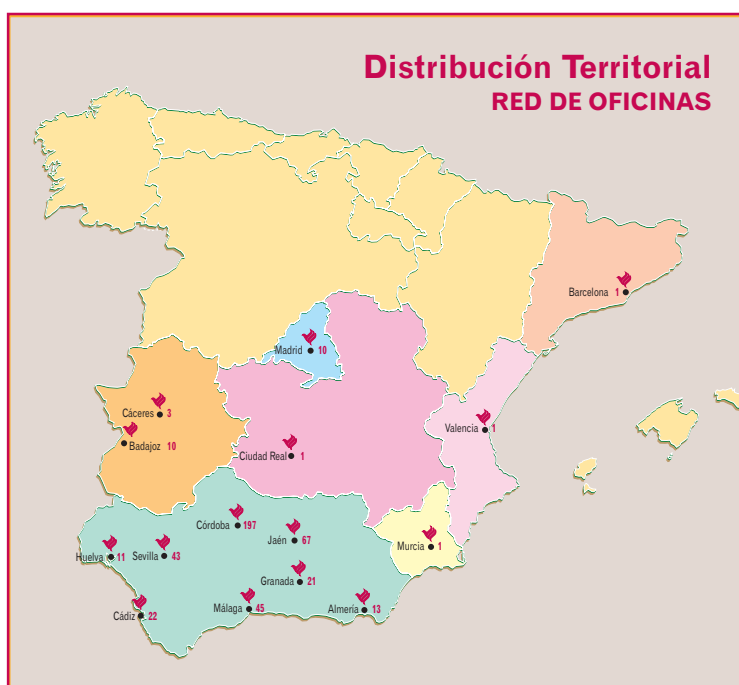 Distribución Territorial
RED DE OFICINAS
Barcelona 1
Madrid 10
Cáceres 3
Badajoz 10
Valencia 1
Ciudad Real 1
Córdoba 197
Jaén 67
Murcia 1
Huelva 11
Sevilla 43
Granada 21
Cádiz 22
Málaga 45
Almería 13